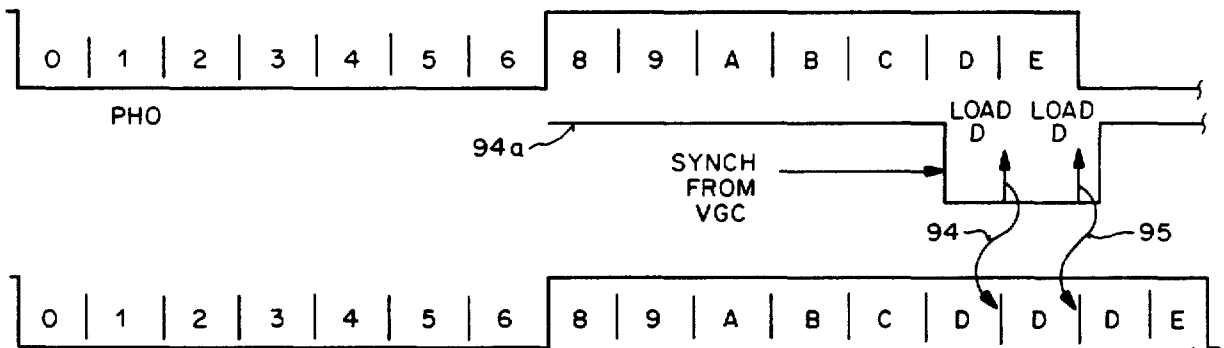 0 1 2 3 4 5 6 8 9 A B C D E
PHO
94a
LOAD LOAD
D D
SYNCH
FROM
VGC
94
95
0 1 2 3 4 5 6 8 9 A B C D D D E